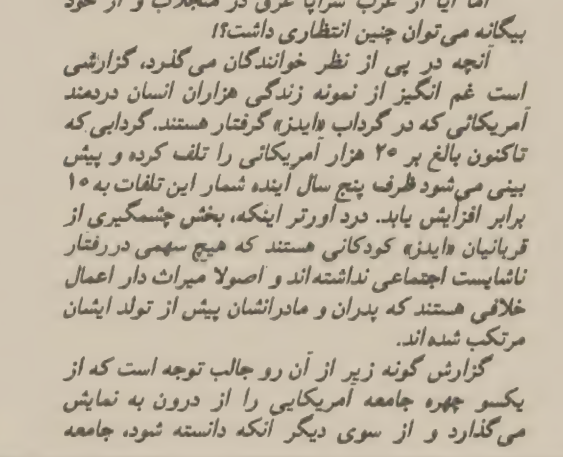 اما آیا از غرب سراپا غرق در منجلاب و از خود
بیگانه می‌توان چنین انتظاری داشت؟!
آنچه در پی از نظر خوانندگان می‌گذرد، گزارشی
است غم انگیز از نمونه زندگی هزاران انسان دردمند
آمریکائی که در گرداب «ایدز» گرفتار هستند. گردابی که
تاکنون بالغ بر ۲۰ هزار آمریکائی را تلف کرده و پیش
بینی می‌شود ظرف پنج سال آینده شمار این تلفات به ۱۰
برابر افزایش یابد. درد آورتر اینکه، بخش چشمگیری از
قربانیان «ایدز» کودکانی هستند که هیچ سهمی در رفتار
ناشایست اجتماعی نداشته‌اند و اصولا میراث دار اعمال
خلافی هستند که پدران و مادرانشان پیش از تولد ایشان
مرتکب شده‌اند.
گزارش گونه زیر از آن رو جالب توجه است که از
یکسو چهره جامعه آمریکایی را از درون به نمایش
می‌گذارد و از سوی دیگر آنکه دانسته شود، جامعه